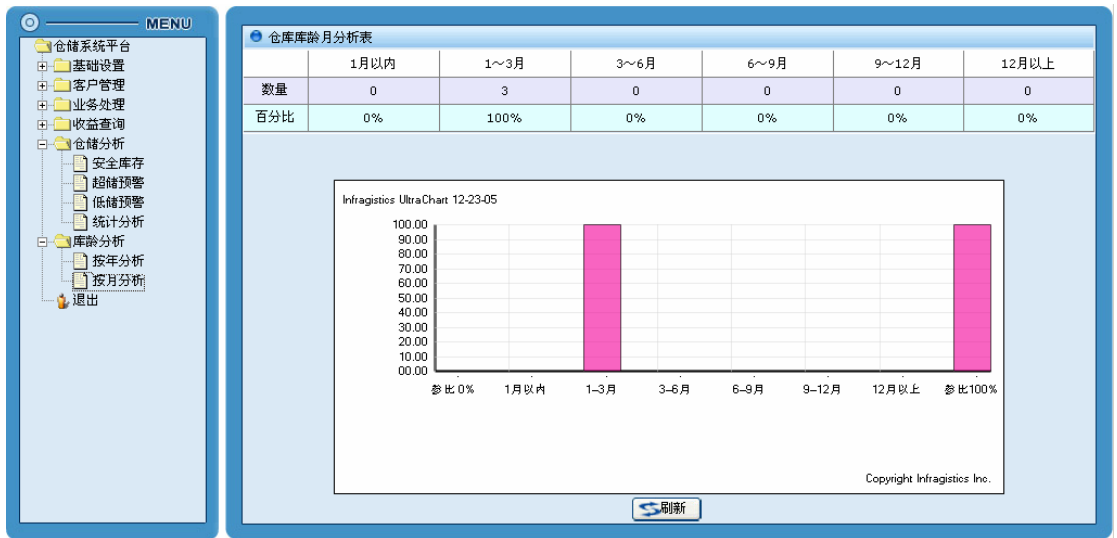 MENU
仓储系统平台
基础设置
客户管理
业务处理
收益查询
仓储分析
安全库存
超储预警
低储预警
统计分析
库龄分析
按年分析
按月分析
退出
仓库库龄月分析表
1月以内 1～3月 3～6月 6～9月 9～12月 12月以上
数量 0 3 0 0 0 0
百分比 0% 100% 0% 0% 0% 0%
Infragistics UltraChart 12-23-05
100.00
90.00
80.00
70.00
60.00
50.00
40.00
30.00
20.00
10.00
00.00
参比0% 1月以内 1–3月 3–6月 6–9月 9–12月 12月以上 参比100%
Copyright Infragistics Inc.
刷新